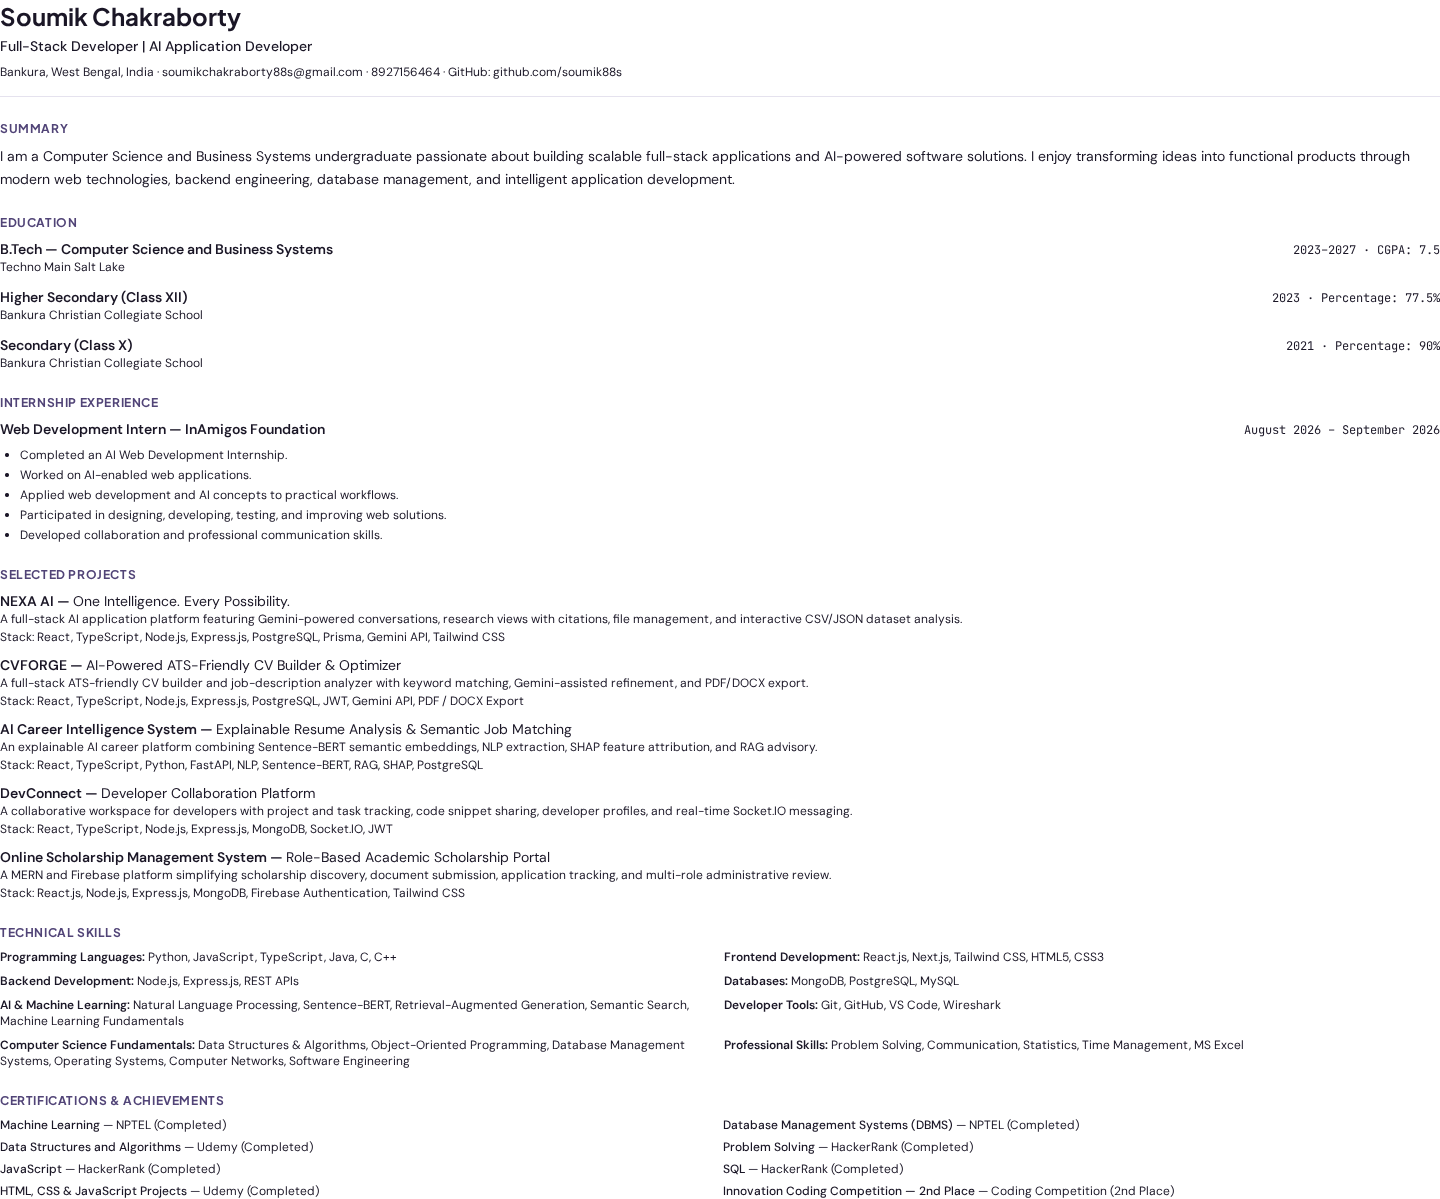 Soumik Chakraborty
Full-Stack Developer | AI Application Developer
Bankura, West Bengal, India · soumikchakraborty88s@gmail.com · 8927156464 · GitHub: github.com/soumik88s
SUMMARY
I am a Computer Science and Business Systems undergraduate passionate about building scalable full-stack applications and AI-powered software solutions. I enjoy transforming ideas into functional products through
modern web technologies, backend engineering, database management, and intelligent application development.
EDUCATION
B.Tech — Computer Science and Business Systems 2023–2027 · CGPA: 7.5
Techno Main Salt Lake
Higher Secondary (Class XII) 2023 · Percentage: 77.5%
Bankura Christian Collegiate School
Secondary (Class X) 2021 · Percentage: 90%
Bankura Christian Collegiate School
INTERNSHIP EXPERIENCE
Web Development Intern — InAmigos Foundation August 2026 – September 2026
• Completed an AI Web Development Internship.
• Worked on AI-enabled web applications.
• Applied web development and AI concepts to practical workflows.
• Participated in designing, developing, testing, and improving web solutions.
• Developed collaboration and professional communication skills.
SELECTED PROJECTS
NEXA AI — One Intelligence. Every Possibility.
A full-stack AI application platform featuring Gemini-powered conversations, research views with citations, file management, and interactive CSV/JSON dataset analysis.
Stack: React, TypeScript, Node.js, Express.js, PostgreSQL, Prisma, Gemini API, Tailwind CSS
CVFORGE — AI-Powered ATS-Friendly CV Builder & Optimizer
A full-stack ATS-friendly CV builder and job-description analyzer with keyword matching, Gemini-assisted refinement, and PDF/DOCX export.
Stack: React, TypeScript, Node.js, Express.js, PostgreSQL, JWT, Gemini API, PDF / DOCX Export
AI Career Intelligence System — Explainable Resume Analysis & Semantic Job Matching
An explainable AI career platform combining Sentence-BERT semantic embeddings, NLP extraction, SHAP feature attribution, and RAG advisory.
Stack: React, TypeScript, Python, FastAPI, NLP, Sentence-BERT, RAG, SHAP, PostgreSQL
DevConnect — Developer Collaboration Platform
A collaborative workspace for developers with project and task tracking, code snippet sharing, developer profiles, and real-time Socket.IO messaging.
Stack: React, TypeScript, Node.js, Express.js, MongoDB, Socket.IO, JWT
Online Scholarship Management System — Role-Based Academic Scholarship Portal
A MERN and Firebase platform simplifying scholarship discovery, document submission, application tracking, and multi-role administrative review.
Stack: React.js, Node.js, Express.js, MongoDB, Firebase Authentication, Tailwind CSS
TECHNICAL SKILLS
Programming Languages: Python, JavaScript, TypeScript, Java, C, C++
Frontend Development: React.js, Next.js, Tailwind CSS, HTML5, CSS3
Backend Development: Node.js, Express.js, REST APIs
Databases: MongoDB, PostgreSQL, MySQL
AI & Machine Learning: Natural Language Processing, Sentence-BERT, Retrieval-Augmented Generation, Semantic Search,
Machine Learning Fundamentals
Developer Tools: Git, GitHub, VS Code, Wireshark
Computer Science Fundamentals: Data Structures & Algorithms, Object-Oriented Programming, Database Management
Systems, Operating Systems, Computer Networks, Software Engineering
Professional Skills: Problem Solving, Communication, Statistics, Time Management, MS Excel
CERTIFICATIONS & ACHIEVEMENTS
Machine Learning — NPTEL (Completed)
Database Management Systems (DBMS) — NPTEL (Completed)
Data Structures and Algorithms — Udemy (Completed)
Problem Solving — HackerRank (Completed)
JavaScript — HackerRank (Completed)
SQL — HackerRank (Completed)
HTML, CSS & JavaScript Projects — Udemy (Completed)
Innovation Coding Competition — 2nd Place — Coding Competition (2nd Place)